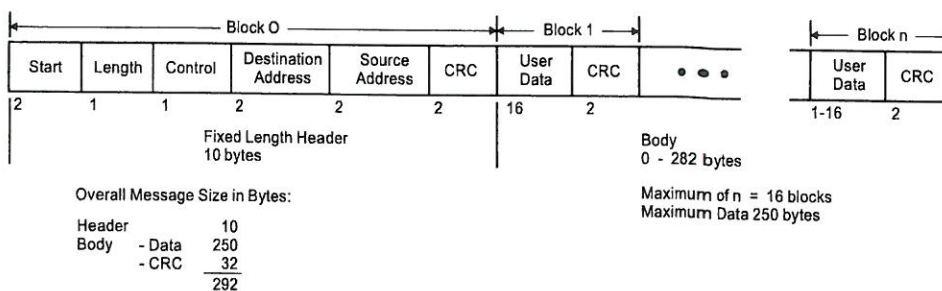 Block 0
Block 1
Block n
Start
Length
Control
Destination
Address
Source
Address
CRC
User
Data
CRC
User
Data
CRC
2
1
1
2
2
2
16
2
1-16
2
Fixed Length Header
10 bytes
Body
0 - 282 bytes
Overall Message Size in Bytes:
Maximum of n = 16 blocks
Maximum Data 250 bytes
Header 10
Body - Data 250
- CRC 32
292